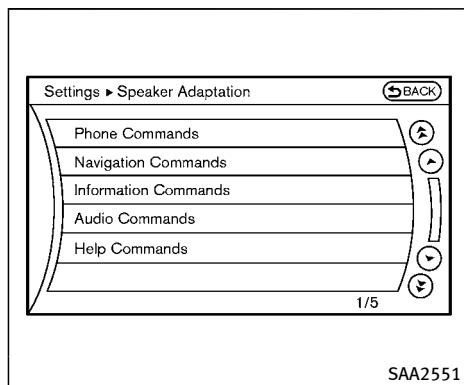 Settings ▸ Speaker Adaptation
BACK
Phone Commands
Navigation Commands
Information Commands
Audio Commands
Help Commands
1/5
SAA2551